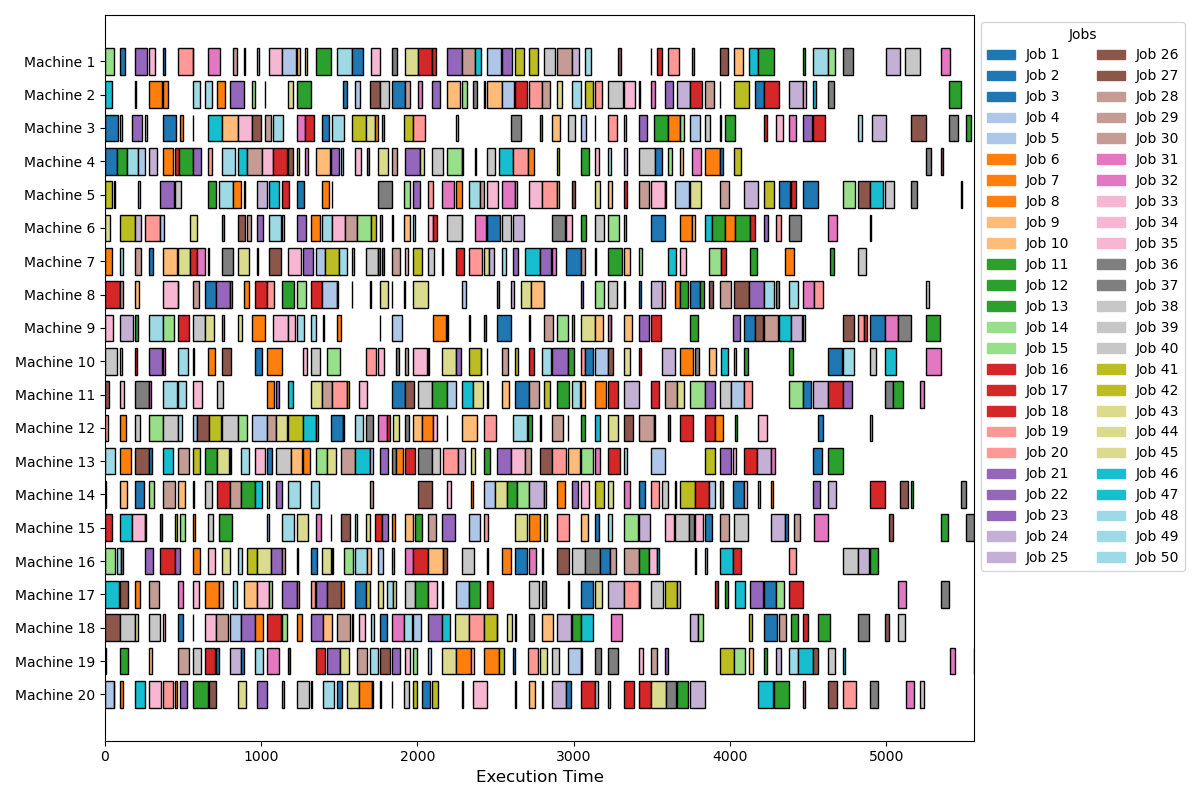 Machine 1
Machine 2
Machine 3
Machine 4
Machine 5
Machine 6
Machine 7
Machine 8
Machine 9
Machine 10
Machine 11
Machine 12
Machine 13
Machine 14
Machine 15
Machine 16
Machine 17
Machine 18
Machine 19
Machine 20
0 1000 2000 3000 4000 5000
Execution Time
Jobs
Job 1 Job 26
Job 2 Job 27
Job 3 Job 28
Job 4 Job 29
Job 5 Job 30
Job 6 Job 31
Job 7 Job 32
Job 8 Job 33
Job 9 Job 34
Job 10 Job 35
Job 11 Job 36
Job 12 Job 37
Job 13 Job 38
Job 14 Job 39
Job 15 Job 40
Job 16 Job 41
Job 17 Job 42
Job 18 Job 43
Job 19 Job 44
Job 20 Job 45
Job 21 Job 46
Job 22 Job 47
Job 23 Job 48
Job 24 Job 49
Job 25 Job 50